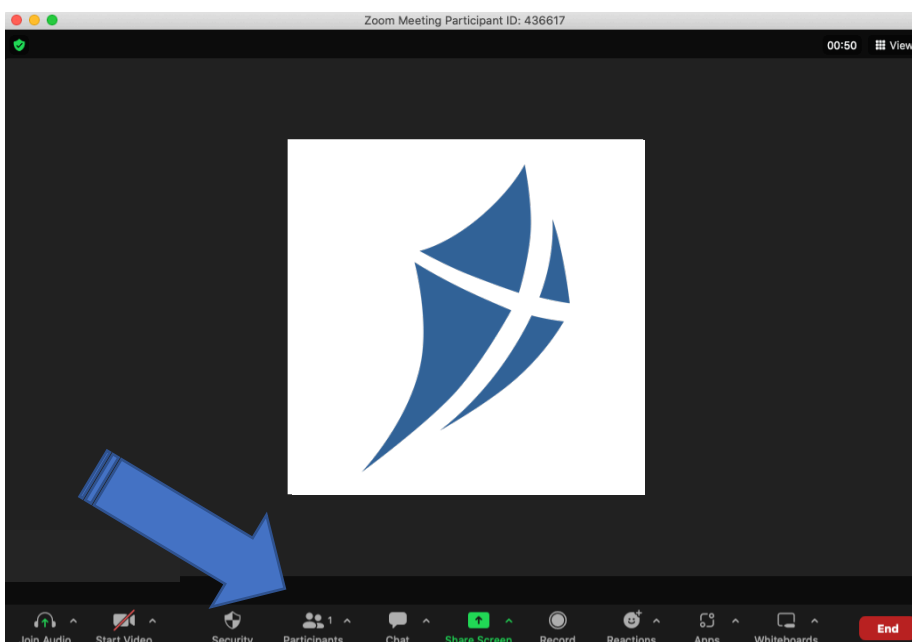 Zoom Meeting Participant ID: 436617
00:50 View
1
Join Audio Start Video Security Participants Chat Share Screen Record Reactions Apps Whiteboards End